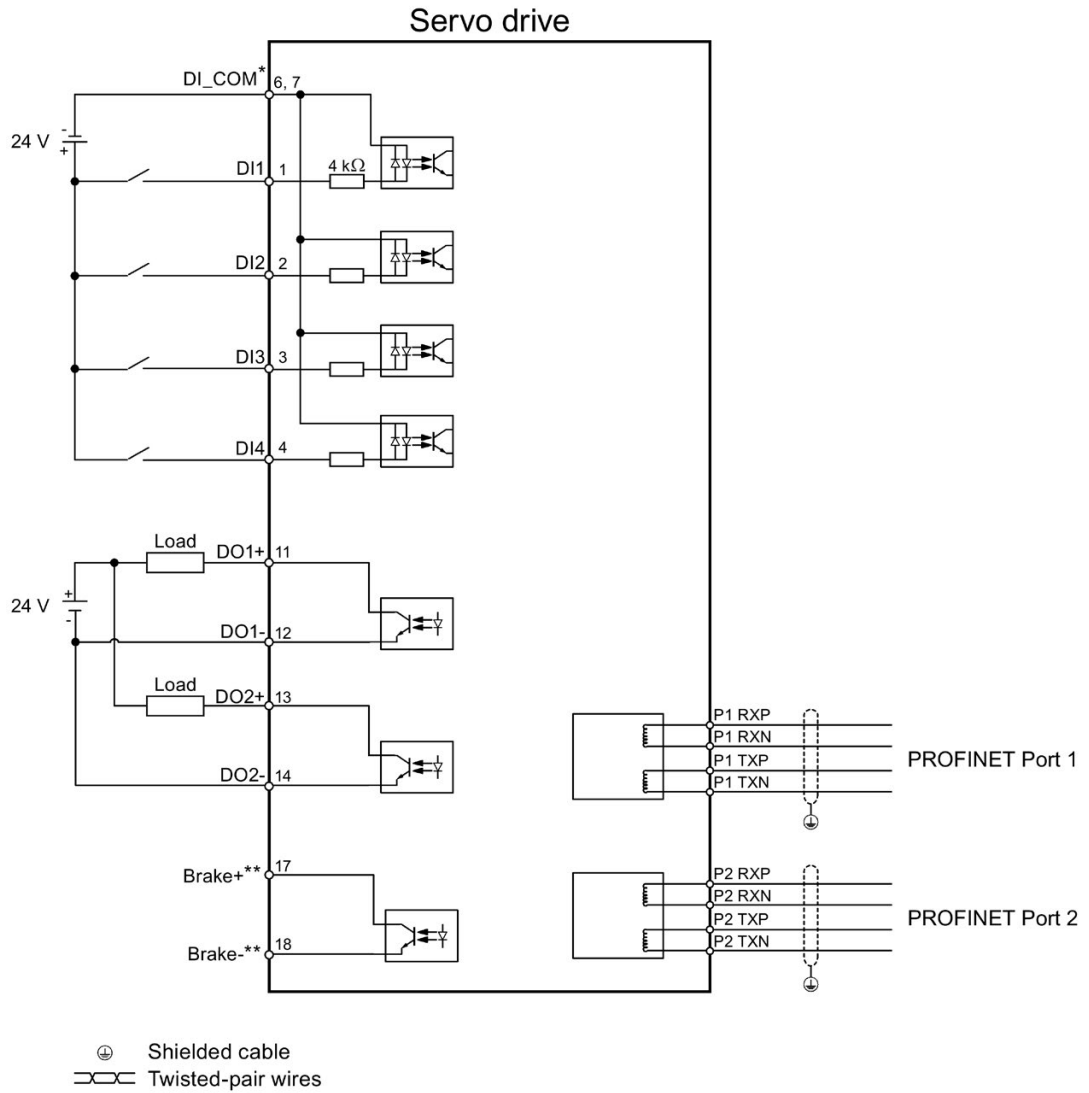 Servo drive
DI_COM* 6, 7
24 V - +
DI1 1 4 kΩ
DI2 2
DI3 3
DI4 4
Load DO1+ 11
24 V + -
DO1- 12
Load DO2+ 13
DO2- 14
Brake+** 17
Brake-** 18
P1 RXP
P1 RXN
P1 TXP
P1 TXN
PROFINET Port 1
P2 RXP
P2 RXN
P2 TXP
P2 TXN
PROFINET Port 2
Shielded cable
Twisted-pair wires